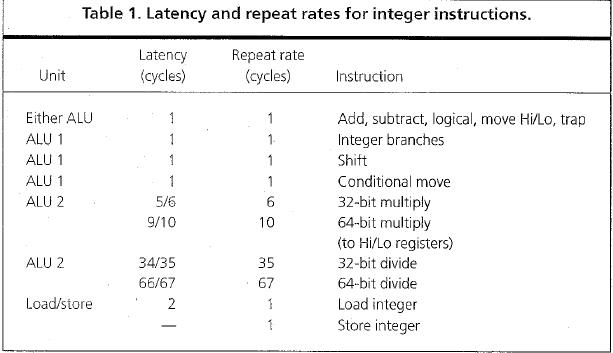 Table 1. Latency and repeat rates for integer instructions.
Latency Repeat rate
Unit (cycles) (cycles) Instruction
Either ALU 1 1 Add, subtract, logical, move Hi/Lo, trap
ALU 1 1 1 Integer branches
ALU 1 1 1 Shift
ALU 1 1 1 Conditional move
ALU 2 5/6 6 32-bit multiply
9/10 10 64-bit multiply
(to Hi/Lo registers)
ALU 2 34/35 35 32-bit divide
66/67 67 64-bit divide
Load/store 2 1 Load integer
— 1 Store integer